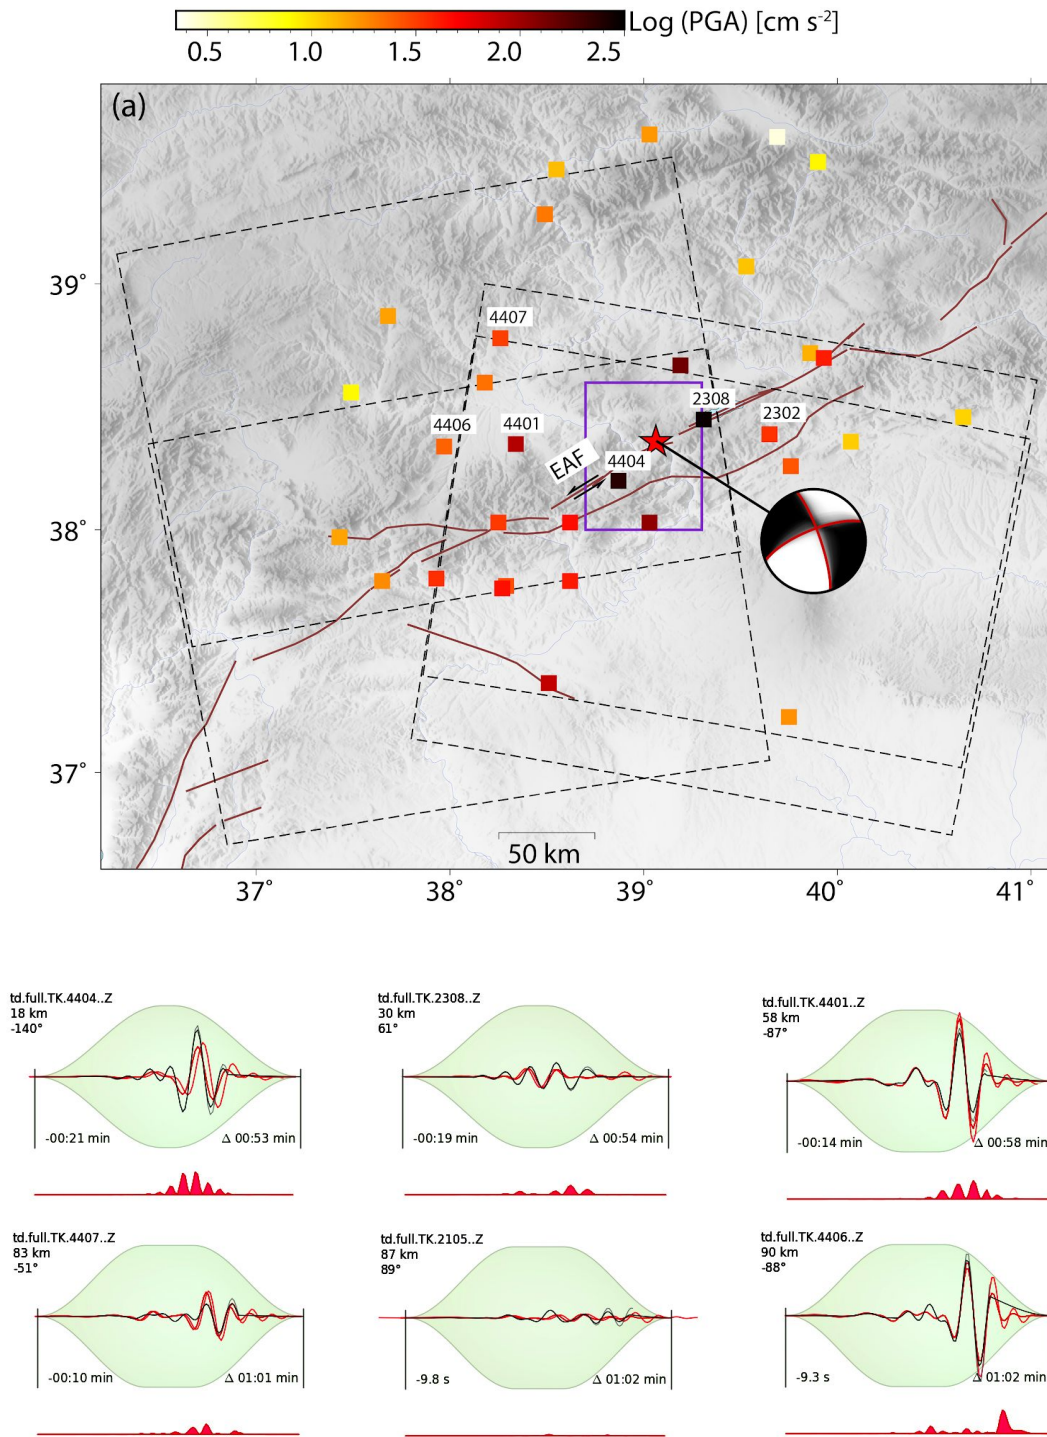 Log (PGA) [cm s⁻²]
0.5 1.0 1.5 2.0 2.5
(a)
39°
4407
2308
4406 4401 2302
EAF
4404
38°
37°
50 km
37° 38° 39° 40° 41°
td.full.TK.4404..Z
18 km
-140°
-00:21 min Δ 00:53 min
td.full.TK.2308..Z
30 km
61°
-00:19 min Δ 00:54 min
td.full.TK.4401..Z
58 km
-87°
-00:14 min Δ 00:58 min
td.full.TK.4407..Z
83 km
-51°
-00:10 min Δ 01:01 min
td.full.TK.2105..Z
87 km
89°
-9.8 s Δ 01:02 min
td.full.TK.4406..Z
90 km
-88°
-9.3 s Δ 01:02 min